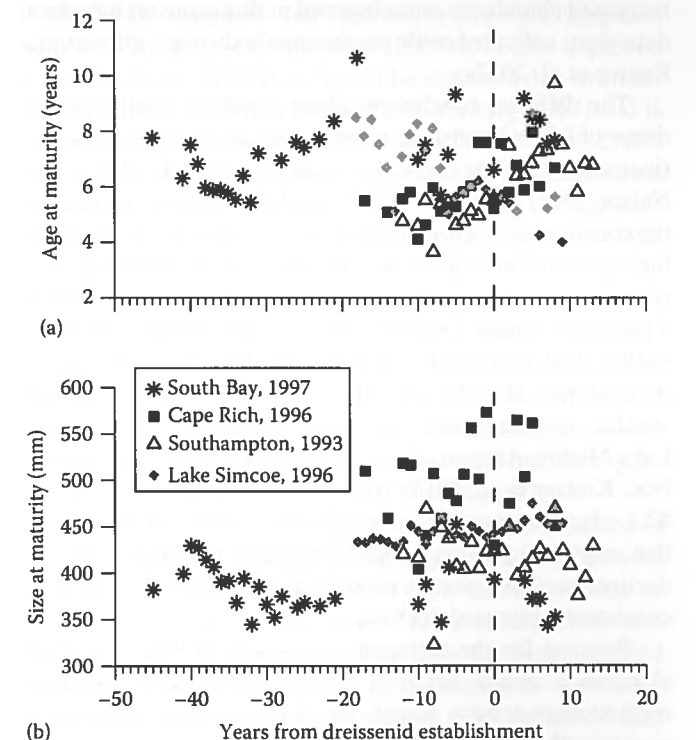 12
10
8
6
4
2
Age at maturity (years)
(a)
600
550
500
450
400
350
300
Size at maturity (mm)
South Bay, 1997
Cape Rich, 1996
Southampton, 1993
Lake Simcoe, 1996
−50 −40 −30 −20 −10 0 10 20
(b) Years from dreissenid establishment